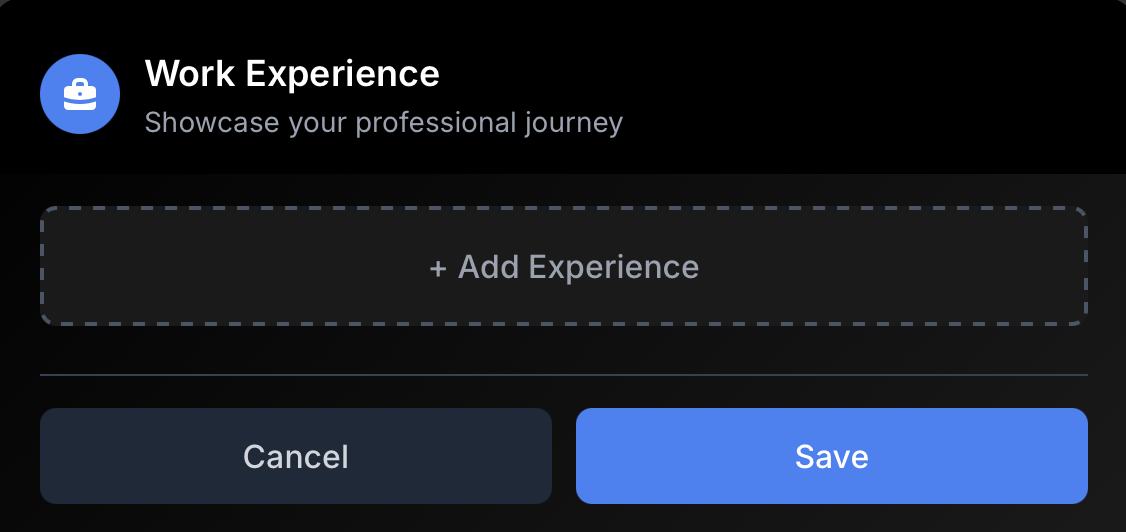 Work Experience
Showcase your professional journey
+ Add Experience
Cancel
Save